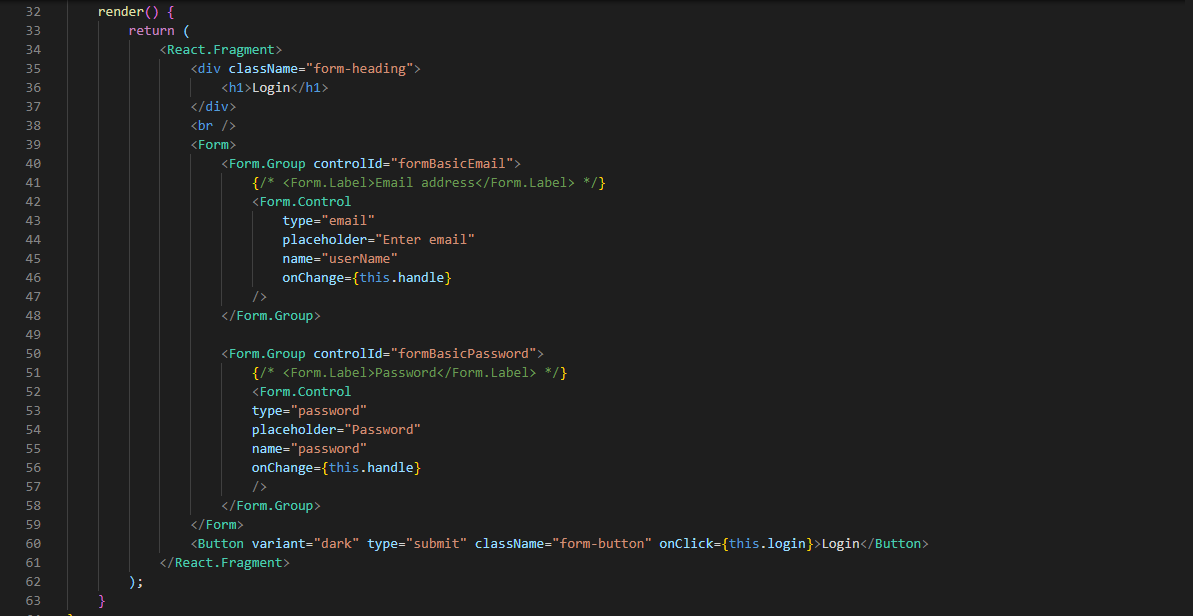 32 render() {
33 return (
34 <React.Fragment>
35 <div className="form-heading">
36 <h1>Login</h1>
37 </div>
38 <br />
39 <Form>
40 <Form.Group controlId="formBasicEmail">
41 {/* <Form.Label>Email address</Form.Label> */}
42 <Form.Control
43 type="email"
44 placeholder="Enter email"
45 name="userName"
46 onChange={this.handle}
47 />
48 </Form.Group>
49
50 <Form.Group controlId="formBasicPassword">
51 {/* <Form.Label>Password</Form.Label> */}
52 <Form.Control
53 type="password"
54 placeholder="Password"
55 name="password"
56 onChange={this.handle}
57 />
58 </Form.Group>
59 </Form>
60 <Button variant="dark" type="submit" className="form-button" onClick={this.login}>Login</Button>
61 </React.Fragment>
62 );
63 }